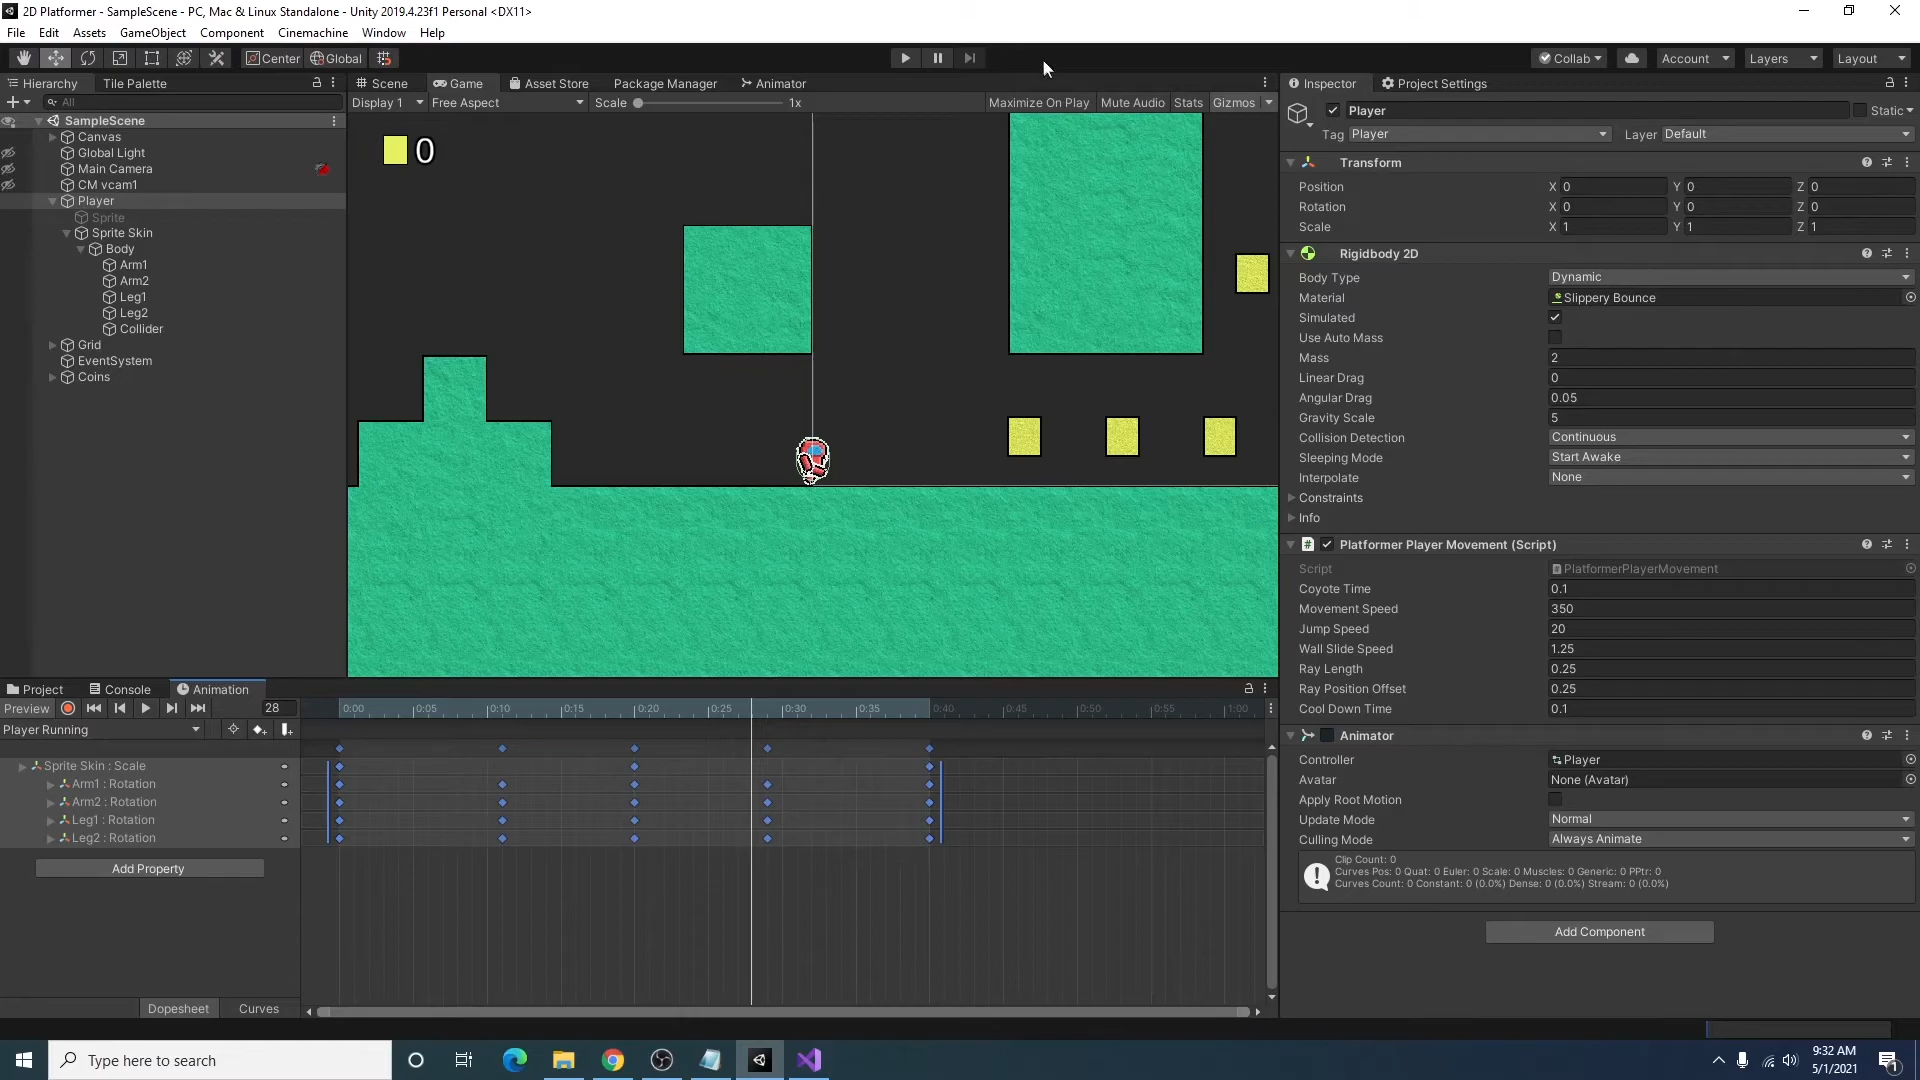 2D Platformer - SampleScene - PC, Mac & Linux Standalone - Unity 2019.4.23f1 Personal <DX11>
File Edit Assets GameObject Component Cinemachine Window Help
Center Global Collab Account Layers Layout
Hierarchy Tile Palette
All
SampleScene
Canvas
Global Light
Main Camera
CM vcam1
Player
Sprite
Sprite Skin
Body
Arm1
Arm2
Leg1
Leg2
Collider
Grid
EventSystem
Coins
Scene Game Asset Store Package Manager Animator
Display 1 Free Aspect Scale 1x Maximize On Play Mute Audio Stats Gizmos
0
Inspector Project Settings
Player Static
Tag Player Layer Default
Transform
Position X 0 Y 0 Z 0
Rotation X 0 Y 0 Z 0
Scale X 1 Y 1 Z 1
Rigidbody 2D
Body Type Dynamic
Material Slippery Bounce
Simulated
Use Auto Mass
Mass 2
Linear Drag 0
Angular Drag 0.05
Gravity Scale 5
Collision Detection Continuous
Sleeping Mode Start Awake
Interpolate None
Constraints
Info
Platformer Player Movement (Script)
Script PlatformerPlayerMovement
Coyote Time 0.1
Movement Speed 350
Jump Speed 20
Wall Slide Speed 1.25
Ray Length 0.25
Ray Position Offset 0.25
Cool Down Time 0.1
Animator
Controller Player
Avatar None (Avatar)
Apply Root Motion
Update Mode Normal
Culling Mode Always Animate
Clip Count: 0
Curves Pos: 0 Quat: 0 Euler: 0 Scale: 0 Muscles: 0 Generic: 0 PPtr: 0
Curves Count: 0 Constant: 0 (0.0%) Dense: 0 (0.0%) Stream: 0 (0.0%)
Add Component
Project Console Animation
Preview 28 0:00 0:05 0:10 0:15 0:20 0:25 0:30 0:35 0:40 0:45 0:50 0:55 1:00
Player Running
Sprite Skin : Scale
Arm1 : Rotation
Arm2 : Rotation
Leg1 : Rotation
Leg2 : Rotation
Add Property
Dopesheet Curves
Type here to search
9:32 AM
5/1/2021
1